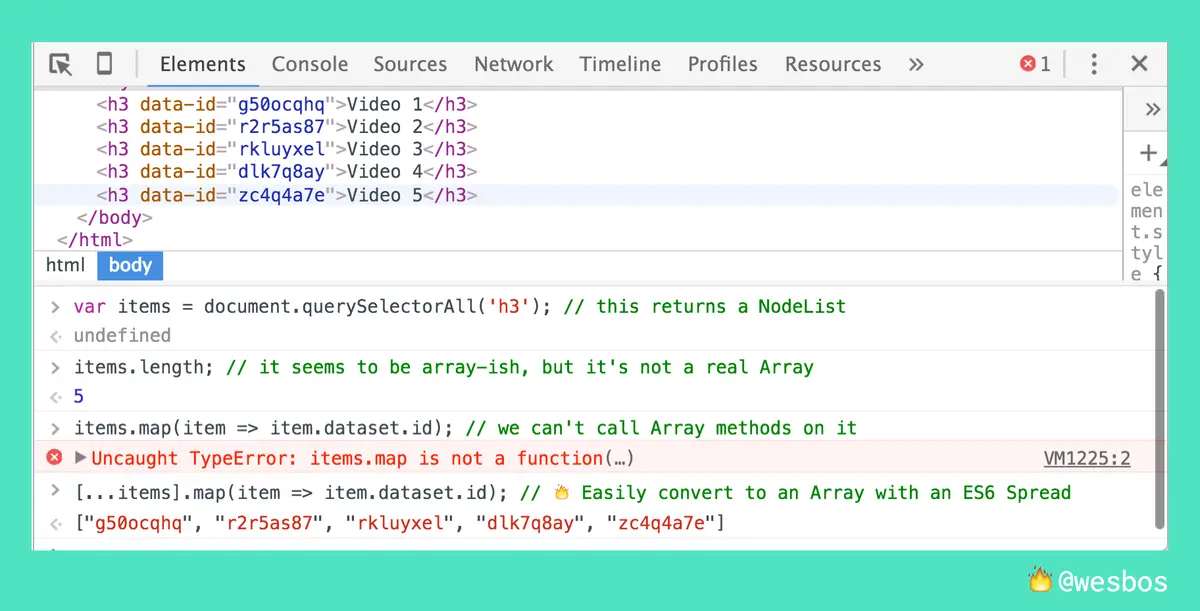 Elements Console Sources Network Timeline Profiles Resources » 1
<h3 data-id="g50ocqhq">Video 1</h3>
<h3 data-id="r2r5as87">Video 2</h3>
<h3 data-id="rkluyxel">Video 3</h3>
<h3 data-id="dlk7q8ay">Video 4</h3>
<h3 data-id="zc4q4a7e">Video 5</h3>
</body>
</html>
html body
»
+
ele
men
t.s
tyl
e {
> var items = document.querySelectorAll('h3'); // this returns a NodeList
undefined
> items.length; // it seems to be array-ish, but it's not a real Array
5
> items.map(item => item.dataset.id); // we can't call Array methods on it
▶Uncaught TypeError: items.map is not a function(…) VM1225:2
> [...items].map(item => item.dataset.id); // 🔥 Easily convert to an Array with an ES6 Spread
["g50ocqhq", "r2r5as87", "rkluyxel", "dlk7q8ay", "zc4q4a7e"]
🔥@wesbos